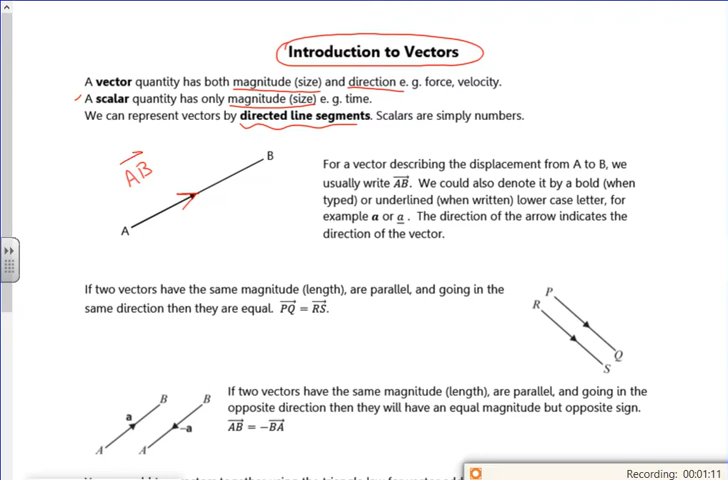 Introduction to Vectors
A vector quantity has both magnitude (size) and direction e. g. force, velocity.
A scalar quantity has only magnitude (size) e. g. time.
We can represent vectors by directed line segments. Scalars are simply numbers.
AB
B
A
For a vector describing the displacement from A to B, we
usually write AB. We could also denote it by a bold (when
typed) or underlined (when written) lower case letter, for
example a or a . The direction of the arrow indicates the
direction of the vector.
If two vectors have the same magnitude (length), are parallel, and going in the
same direction then they are equal. PQ = RS.
P
R
Q
S
If two vectors have the same magnitude (length), are parallel, and going in the
opposite direction then they will have an equal magnitude but opposite sign.
AB = −BA
B
B
a
-a
A
A
Recording: 00:01:11